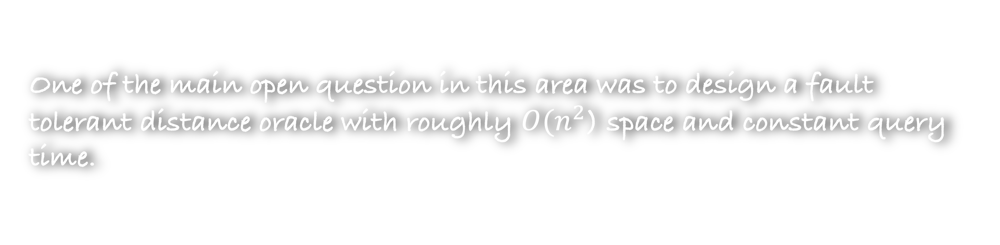 One of the main open question in this area was to design a fault
tolerant distance oracle with roughly O(n²) space and constant query
time.